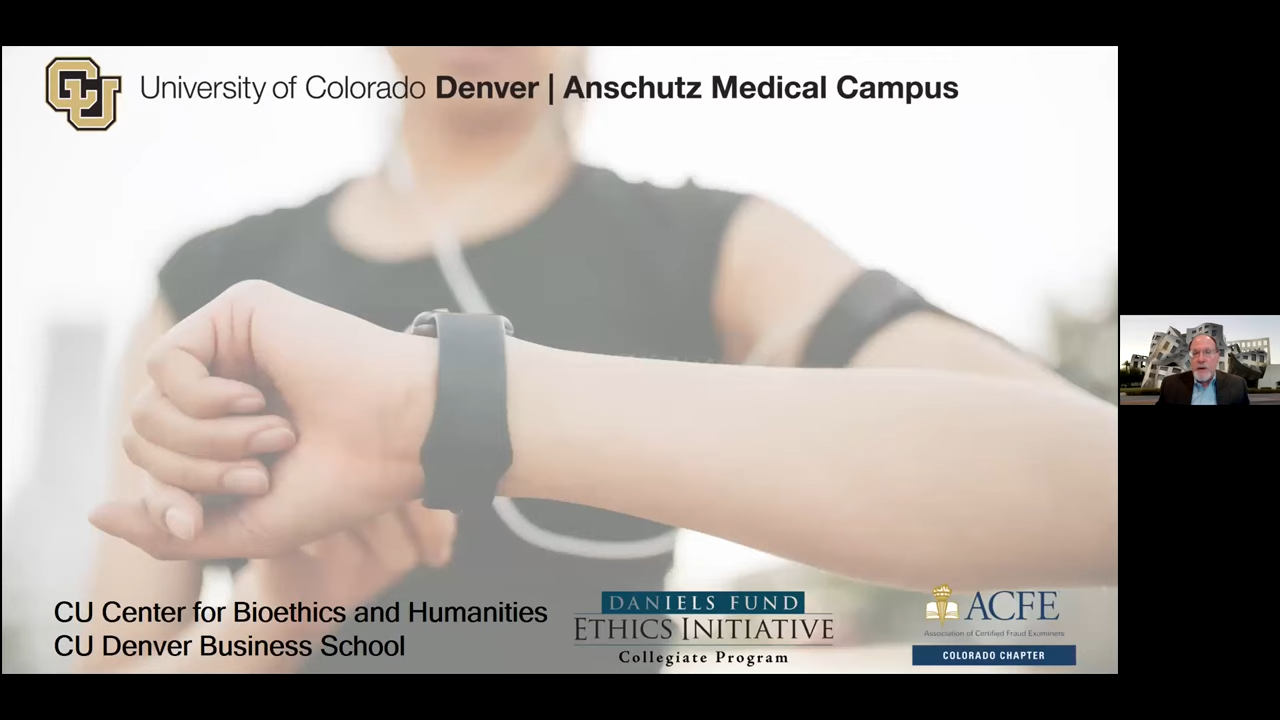 CU
University of Colorado Denver | Anschutz Medical Campus
CU Center for Bioethics and Humanities
CU Denver Business School
DANIELS FUND
ETHICS INITIATIVE
Collegiate Program
ACFE
Association of Certified Fraud Examiners
COLORADO CHAPTER